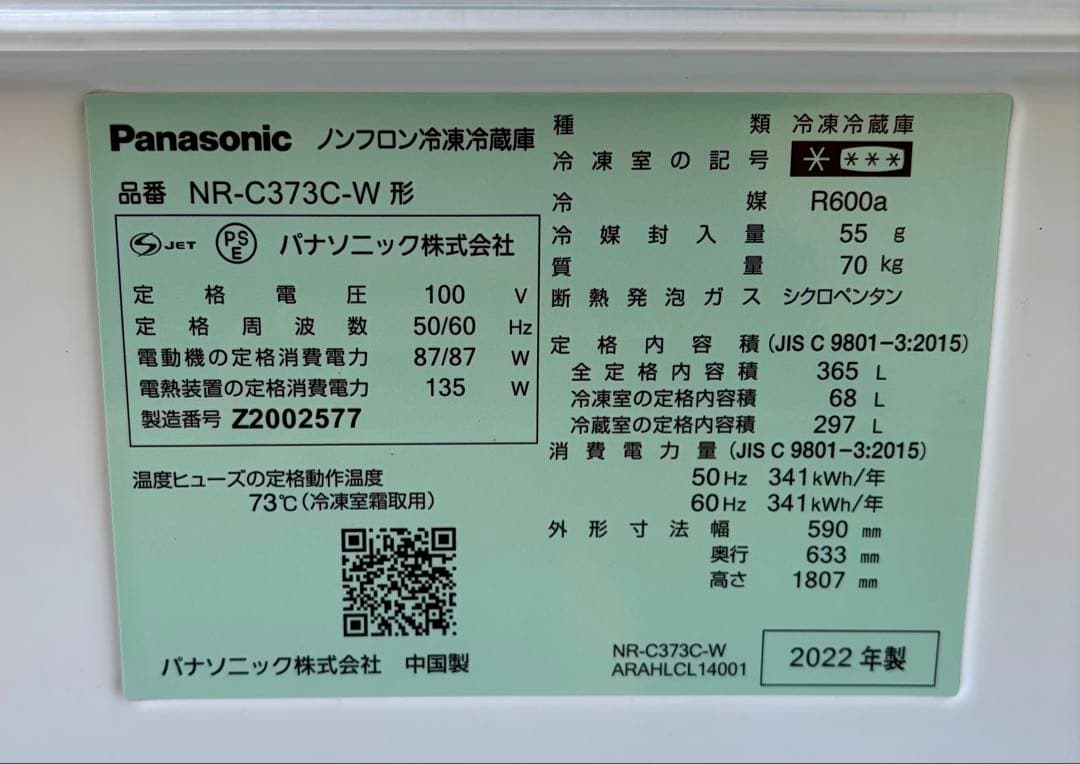 Panasonic ノンフロン冷凍冷蔵庫
品番 NR-C373C-W 形
S JET PSE パナソニック株式会社
定格電圧 100 V
定格周波数 50/60 Hz
電動機の定格消費電力 87/87 W
電熱装置の定格消費電力 135 W
製造番号 Z2002577
温度ヒューズの定格動作温度
73℃(冷凍室霜取用)
パナソニック株式会社 中国製
種類 冷凍冷蔵庫
冷凍室の記号 * ***
冷媒 R600a
冷媒封入量 55 g
質量 70 kg
断熱発泡ガス シクロペンタン
定格内容積(JIS C 9801-3:2015)
全定格内容積 365 L
冷凍室の定格内容積 68 L
冷蔵室の定格内容積 297 L
消費電力量(JIS C 9801-3:2015)
50Hz 341kWh/年
60Hz 341kWh/年
外形寸法幅 590 mm
奥行 633 mm
高さ 1807 mm
NR-C373C-W
ARAHLCL14001
2022年製